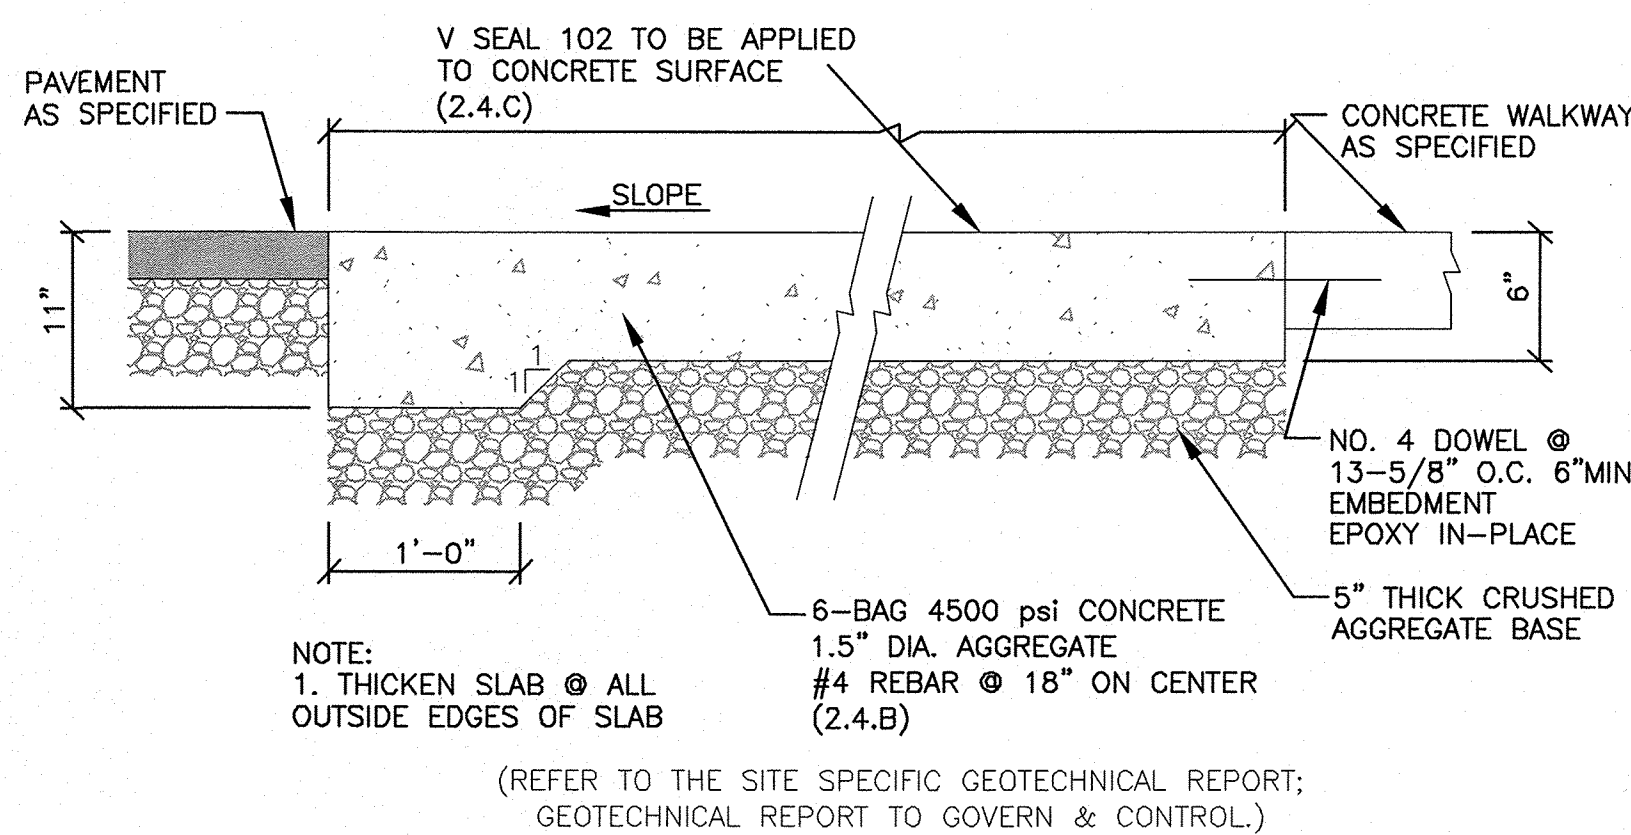 V SEAL 102 TO BE APPLIED
TO CONCRETE SURFACE
(2.4.C)
PAVEMENT
AS SPECIFIED
CONCRETE WALKWAY
AS SPECIFIED
SLOPE
11"
6"
1
1
1'-0"
NO. 4 DOWEL @
13-5/8" O.C. 6"MIN
EMBEDMENT
EPOXY IN-PLACE
5" THICK CRUSHED
AGGREGATE BASE
6-BAG 4500 psi CONCRETE
1.5" DIA. AGGREGATE
#4 REBAR @ 18" ON CENTER
(2.4.B)
NOTE:
1. THICKEN SLAB @ ALL
OUTSIDE EDGES OF SLAB
(REFER TO THE SITE SPECIFIC GEOTECHNICAL REPORT;
GEOTECHNICAL REPORT TO GOVERN & CONTROL.)